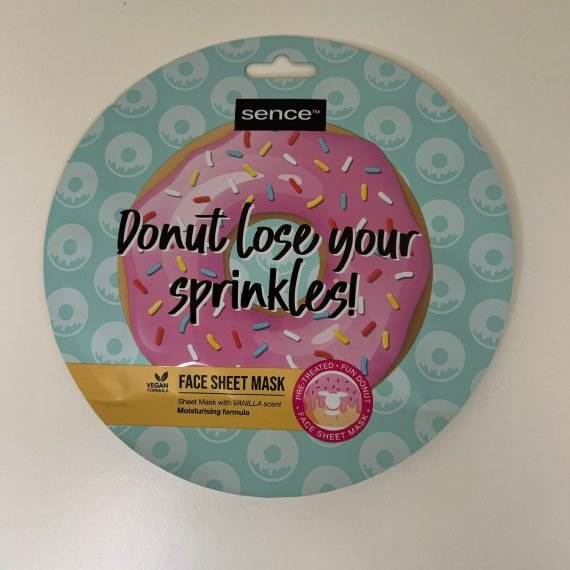 sence™
Donut lose your
sprinkles!
VEGAN
FORMULA
FACE SHEET MASK
Sheet Mask with VANILLA scent
Moisturising formula
PRE-TREATED • FUN DONUT
• FACE SHEET MASK •